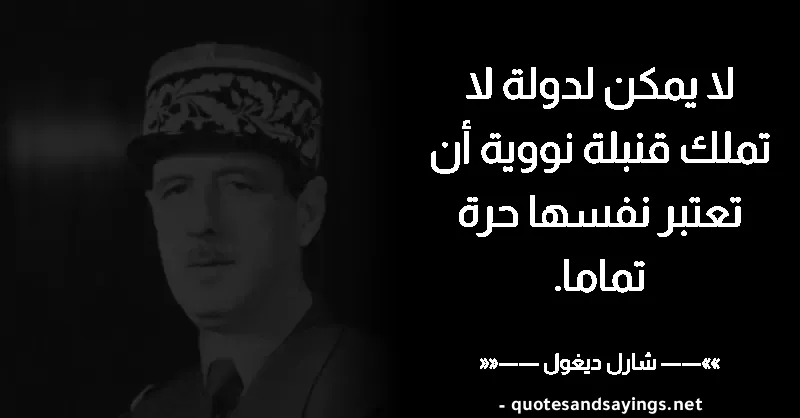 لا يمكن لدولة لا
تملك قنبلة نووية أن
تعتبر نفسها حرة
تماما.
»»—— شارل ديغول ——««
- quotesandsayings.net